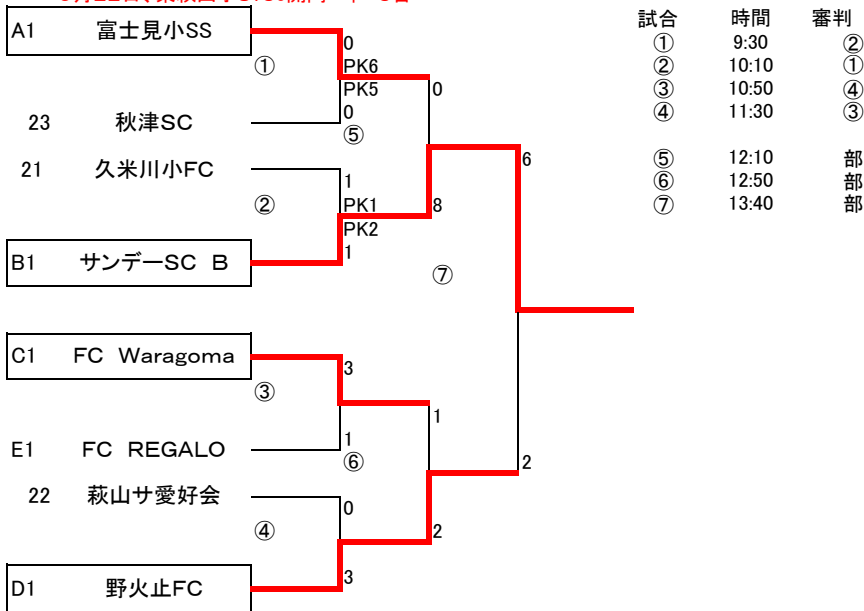 A1 富士見小SS
0
① PK6
PK5 0
0
23 秋津SC
⑤
21 久米川小FC
6
1
② PK1 8
PK2
B1 サンデーSC B 1
⑦
C1 FC Waragoma
3
③
1
1
E1 FC REGALO
⑥ 2
22 萩山サ愛好会
0
④ 2
D1 野火止FC 3
試合 時間 審判
① 9:30 ②
② 10:10 ①
③ 10:50 ④
④ 11:30 ③
⑤ 12:10 部
⑥ 12:50 部
⑦ 13:40 部